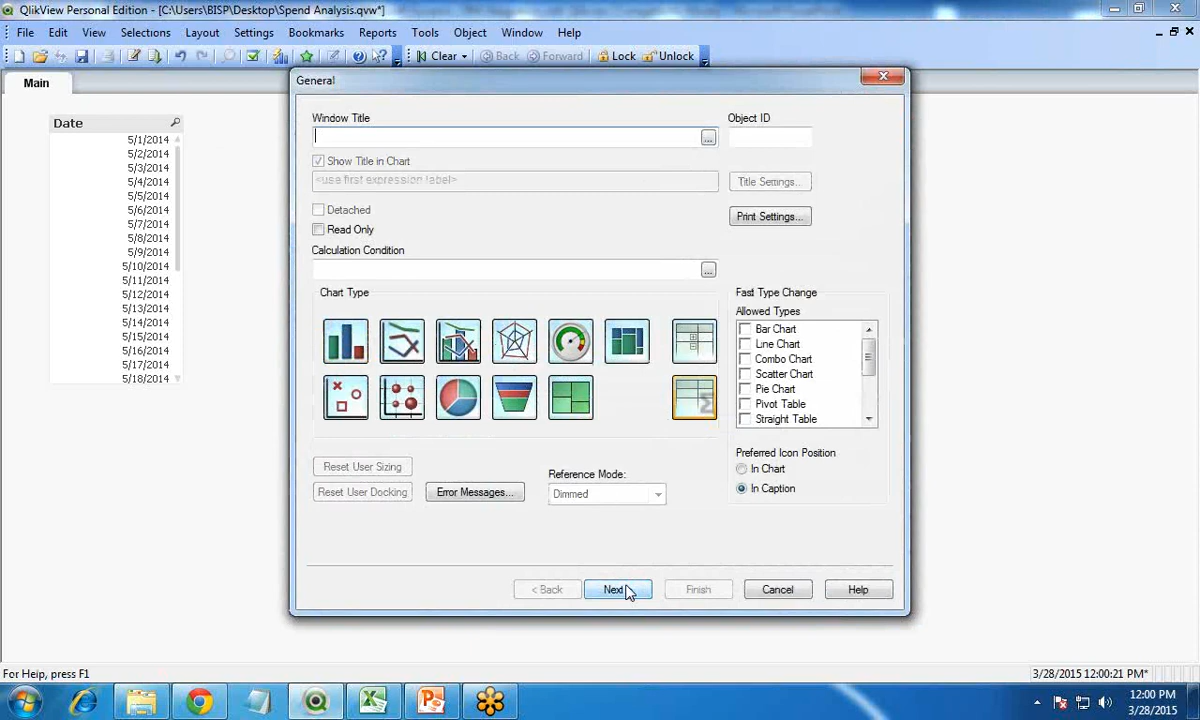 QlikView Personal Edition - [C:\Users\BISP\Desktop\Spend Analysis.qvw*]
File Edit View Selections Layout Settings Bookmarks Reports Tools Object Window Help
Clear Back Forward Lock Unlock
Main
General
Date
5/1/2014
5/2/2014
5/3/2014
5/4/2014
5/5/2014
5/6/2014
5/7/2014
5/8/2014
5/9/2014
5/10/2014
5/11/2014
5/12/2014
5/13/2014
5/14/2014
5/15/2014
5/16/2014
5/17/2014
5/18/2014
Window Title
Object ID
...
Show Title in Chart
<use first expression label>
Title Settings...
Detached
Read Only
Print Settings...
Calculation Condition
...
Chart Type
Fast Type Change
Allowed Types
Bar Chart
Line Chart
Combo Chart
Scatter Chart
Pie Chart
Pivot Table
Straight Table
Preferred Icon Position
In Chart
In Caption
Reset User Sizing
Reset User Docking
Error Messages...
Reference Mode:
Dimmed
< Back Next Finish Cancel Help
For Help, press F1
3/28/2015 12:00:21 PM*
12:00 PM
3/28/2015